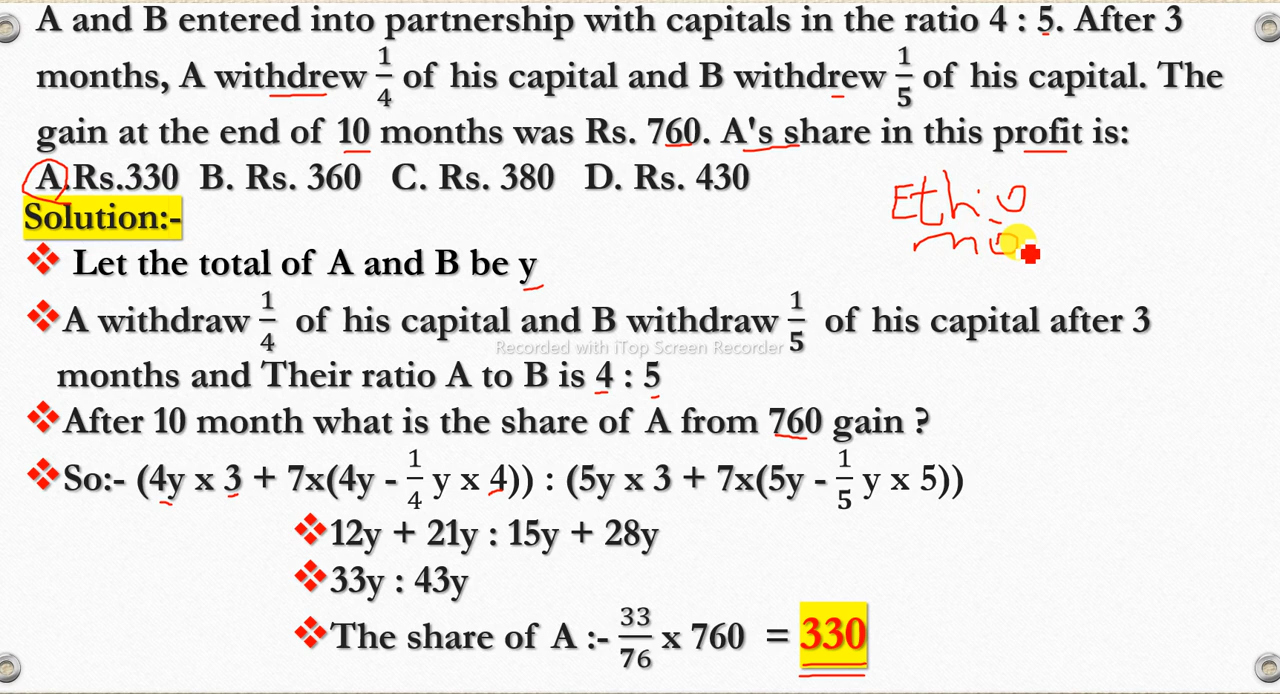 A and B entered into partnership with capitals in the ratio 4 : 5. After 3
months, A withdrew 1/4 of his capital and B withdrew 1/5 of his capital. The
gain at the end of 10 months was Rs. 760. A's share in this profit is:
A.Rs.330 B. Rs. 360 C. Rs. 380 D. Rs. 430
Solution:-
Let the total of A and B be y
A withdraw 1/4 of his capital and B withdraw 1/5 of his capital after 3
Recorded with iTop Screen Recorder
months and Their ratio A to B is 4 : 5
After 10 month what is the share of A from 760 gain ?
So:- (4y x 3 + 7x(4y - 1/4 y x 4)) : (5y x 3 + 7x(5y - 1/5 y x 5))
12y + 21y : 15y + 28y
33y : 43y
The share of A :- 33/76 x 760 = 330